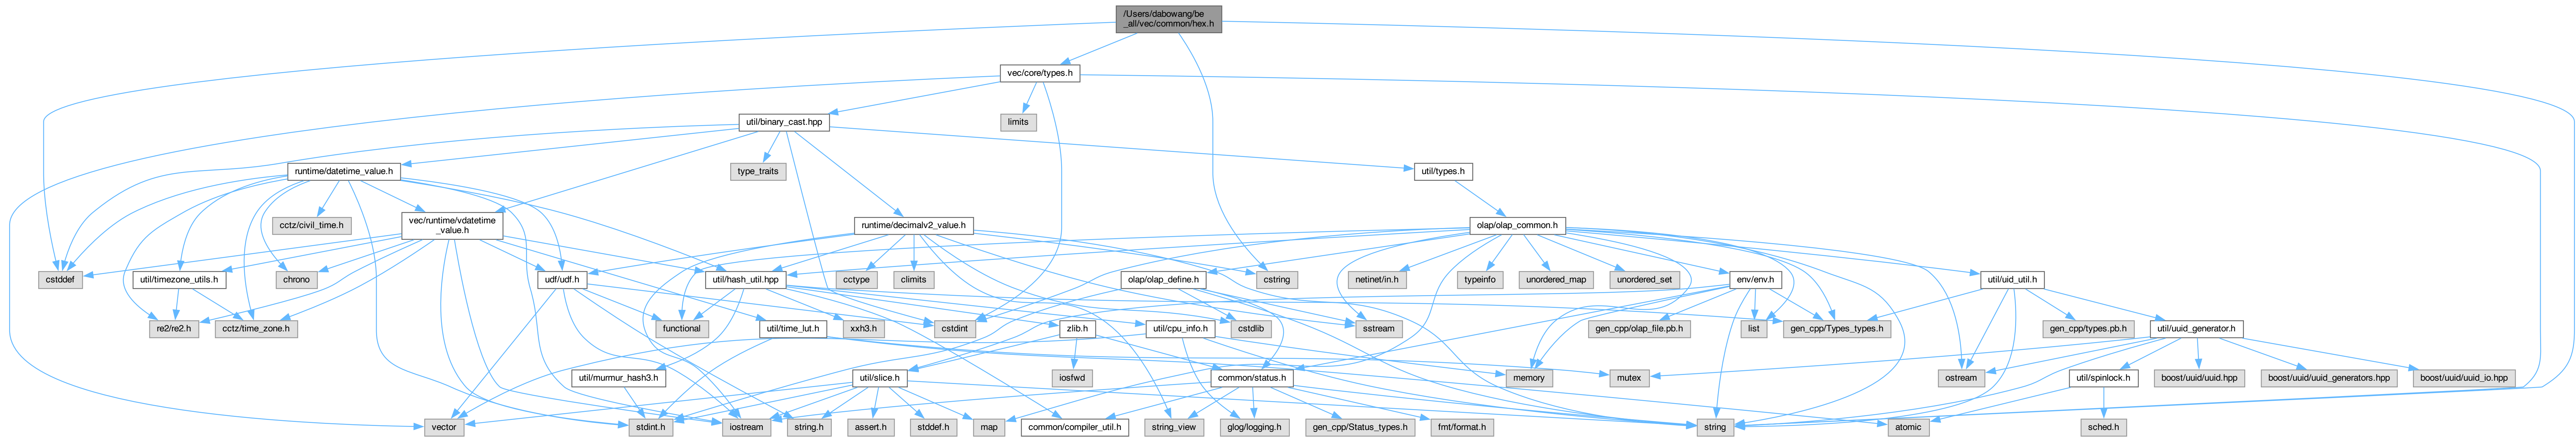 /Users/dabowang/be
_all/vec/common/hex.h
vec/core/types.h
util/binary_cast.hpp
limits
runtime/datetime_value.h
type_traits
util/types.h
cctz/civil_time.h
vec/runtime/vdatetime
_value.h
runtime/decimalv2_value.h
olap/olap_common.h
cstddef
util/timezone_utils.h
chrono
udf/udf.h
util/hash_util.hpp
cctype
climits
olap/olap_define.h
cstring
netinet/in.h
typeinfo
unordered_map
unordered_set
env/env.h
util/uid_util.h
re2/re2.h
cctz/time_zone.h
functional
util/time_lut.h
xxh3.h
cstdint
zlib.h
util/cpu_info.h
cstdlib
sstream
gen_cpp/olap_file.pb.h
list
gen_cpp/Types_types.h
gen_cpp/types.pb.h
util/uuid_generator.h
util/murmur_hash3.h
util/slice.h
iosfwd
common/status.h
memory
mutex
ostream
util/spinlock.h
boost/uuid/uuid.hpp
boost/uuid/uuid_generators.hpp
boost/uuid/uuid_io.hpp
vector
stdint.h
iostream
string.h
assert.h
stddef.h
map
common/compiler_util.h
string_view
glog/logging.h
gen_cpp/Status_types.h
fmt/format.h
string
atomic
sched.h